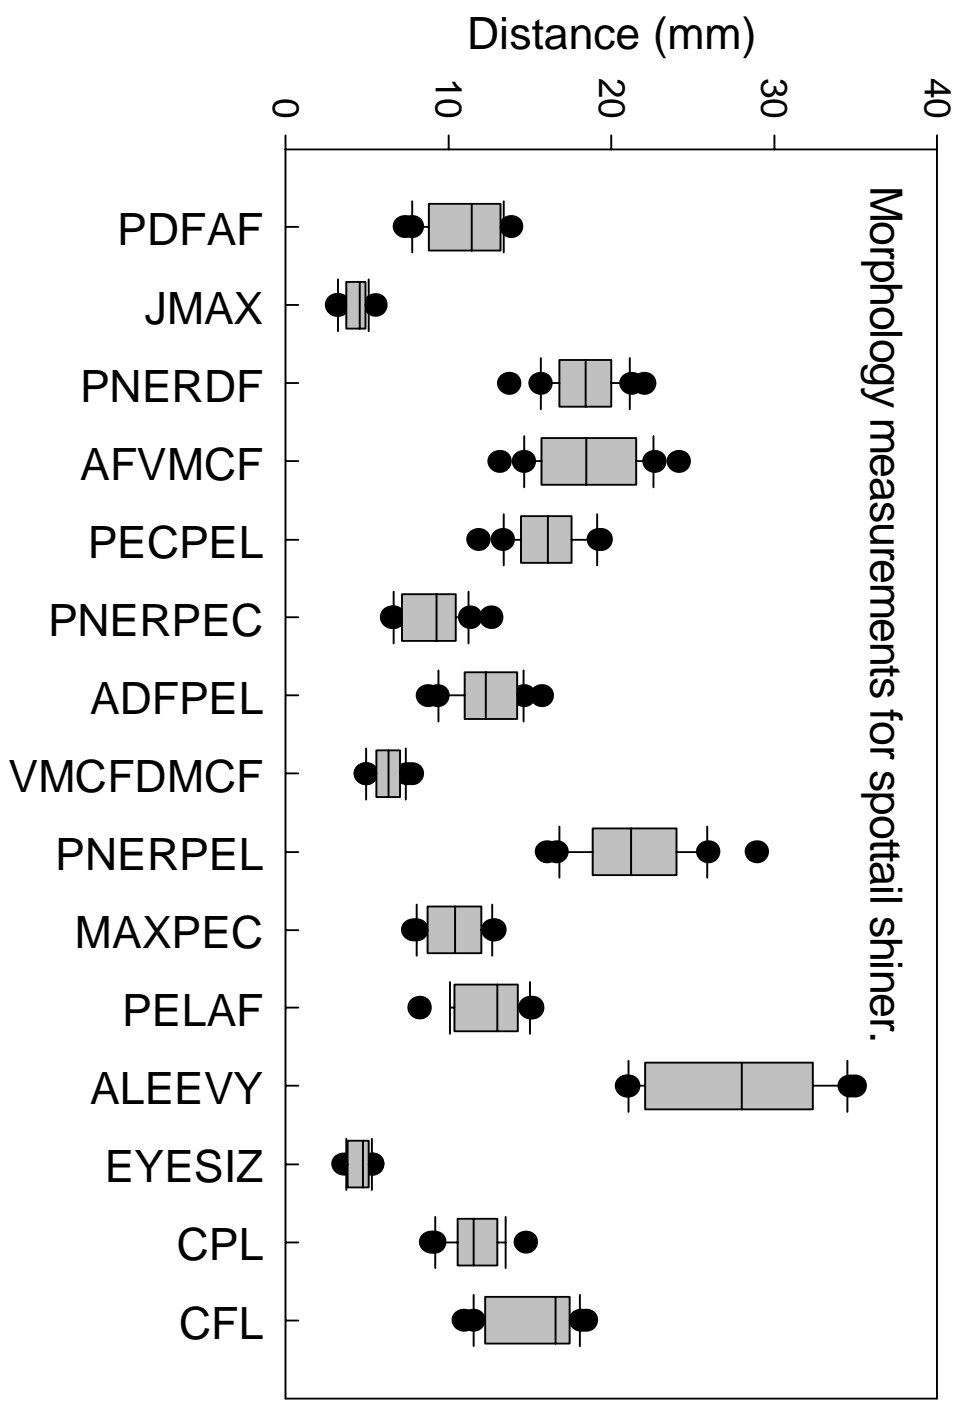 Distance (mm)
0
10
20
30
40
Morphology measurements for spottail shiner.
PDFAF
JMAX
PNERDF
AFVMCF
PECPEL
PNERPEC
ADFPEL
VMCFDMCF
PNERPEL
MAXPEC
PELAF
ALEEVY
EYESIZ
CPL
CFL